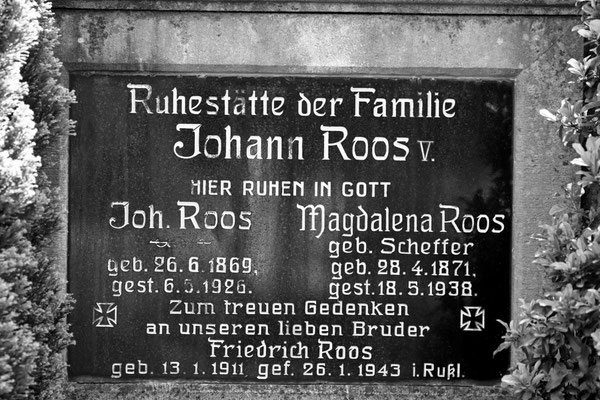 Ruhestätte der Familie
Johann Roos V.
HIER RUHEN IN GOTT
Joh. Roos
geb. 26.6.1869,
gest. 6.5.1926.
Magdalena Roos
geb. Scheffer
geb. 28.4.1871,
gest. 18.5.1938.
Zum treuen Gedenken
an unseren lieben Bruder
Friedrich Roos
geb. 13.1.1911, gef. 26.1.1943 i. Rußl.